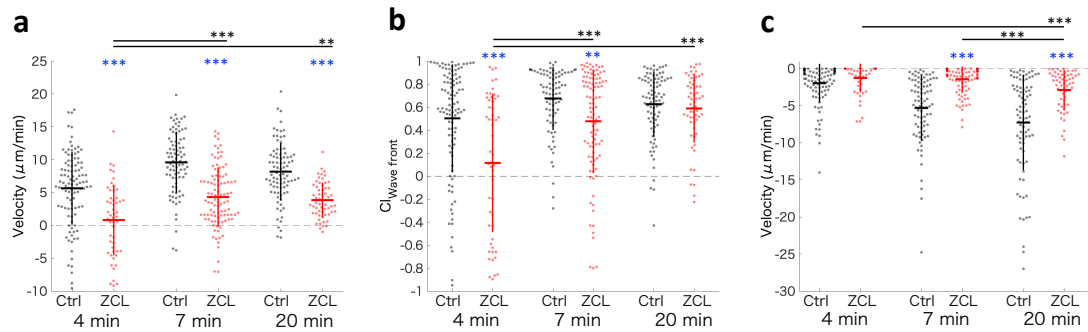 a
Velocity (μm/min)
25
20
15
10
5
0
-5
-10
***
**
*** *** ***
Ctrl ZCL Ctrl ZCL Ctrl ZCL
4 min 7 min 20 min
b
CI Wave front
1
0.8
0.6
0.4
0.2
0
-0.2
-0.4
-0.6
-0.8
-1
***
***
*** **
Ctrl ZCL Ctrl ZCL Ctrl ZCL
4 min 7 min 20 min
c
Velocity (μm/min)
0
-5
-10
-15
-20
-25
-30
***
***
*** ***
Ctrl ZCL Ctrl ZCL Ctrl ZCL
4 min 7 min 20 min